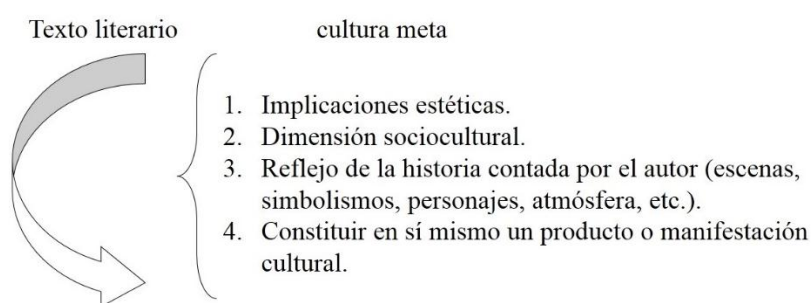 Texto literario cultura meta
1. Implicaciones estéticas.
2. Dimensión sociocultural.
3. Reflejo de la historia contada por el autor (escenas,
simbolismos, personajes, atmósfera, etc.).
4. Constituir en sí mismo un producto o manifestación
cultural.